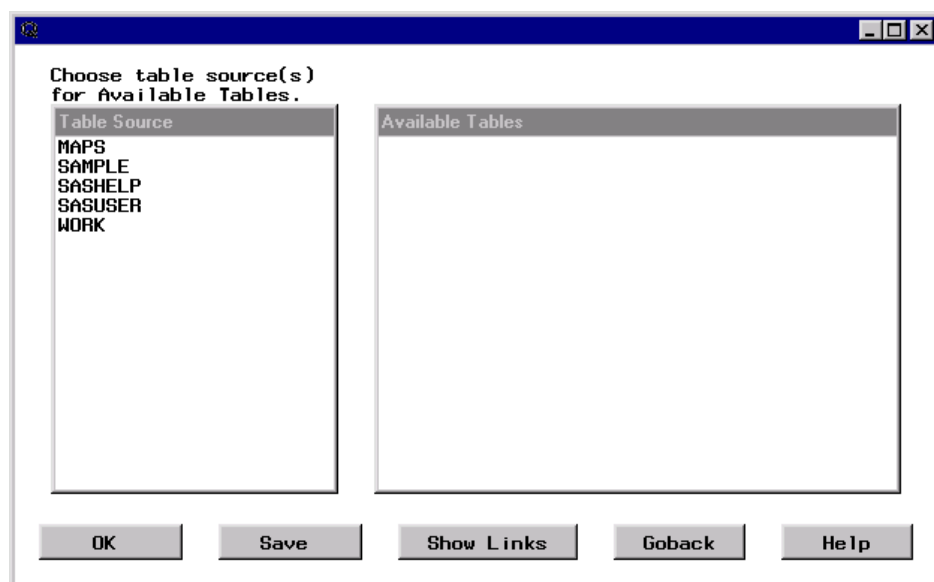 Choose table source(s)
for Available Tables.
Table Source
Available Tables
MAPS
SAMPLE
SASHELP
SASUSER
WORK
OK
Save
Show Links
Goback
Help